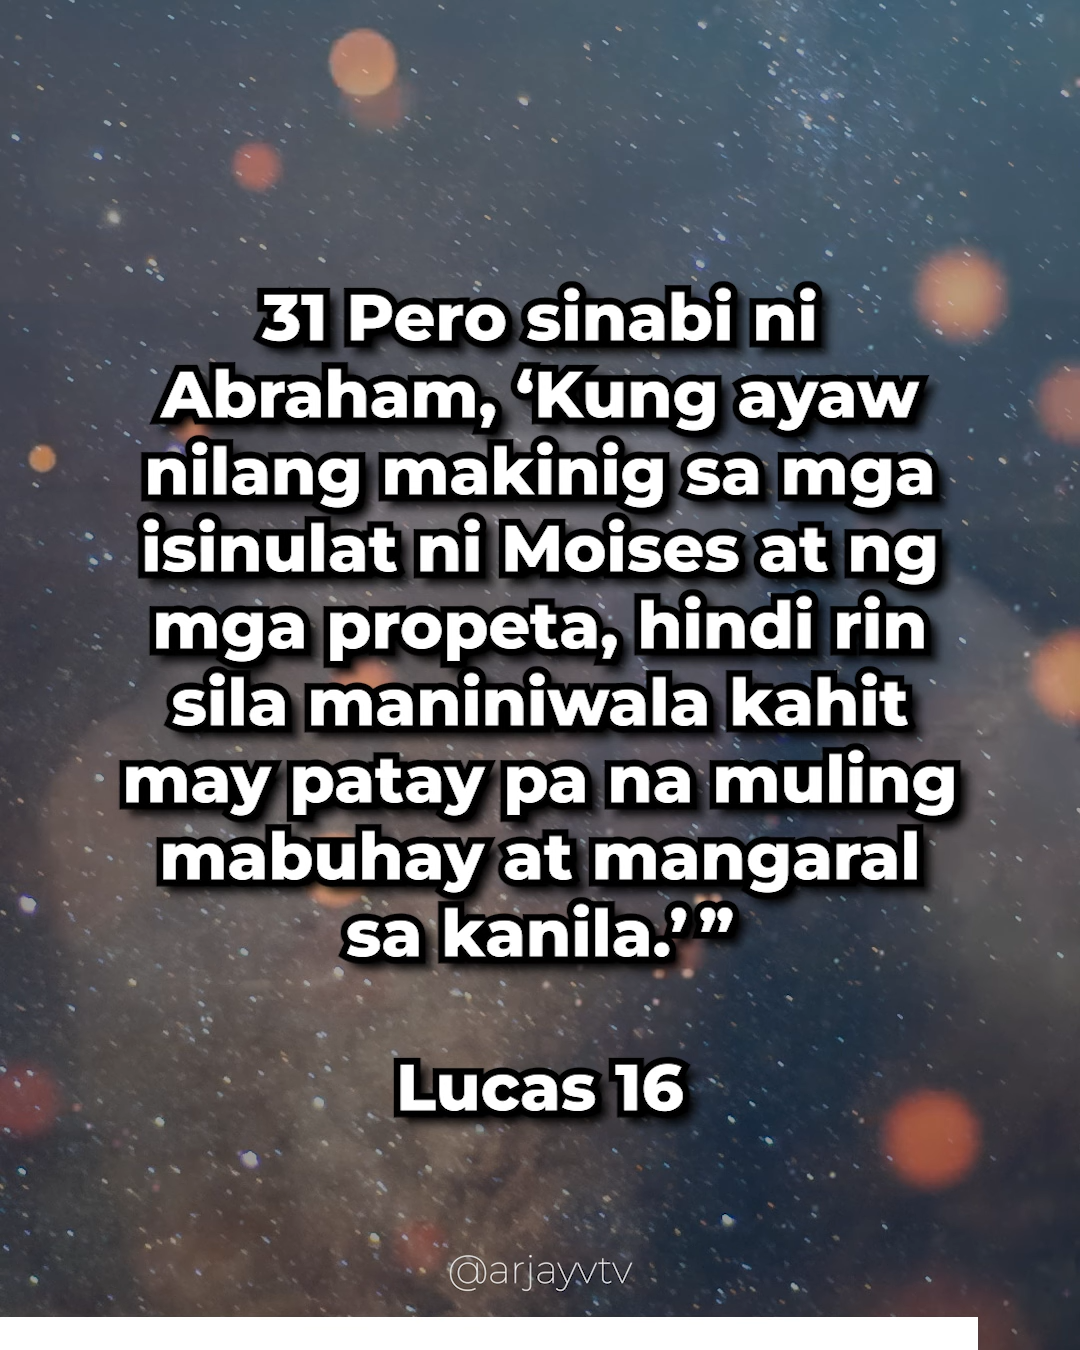 31 Pero sinabi ni
Abraham, ‘Kung ayaw
nilang makinig sa mga
isinulat ni Moises at ng
mga propeta, hindi rin
sila maniniwala kahit
may patay pa na muling
mabuhay at mangaral
sa kanila.’ ”
Lucas 16
@arjayvtv